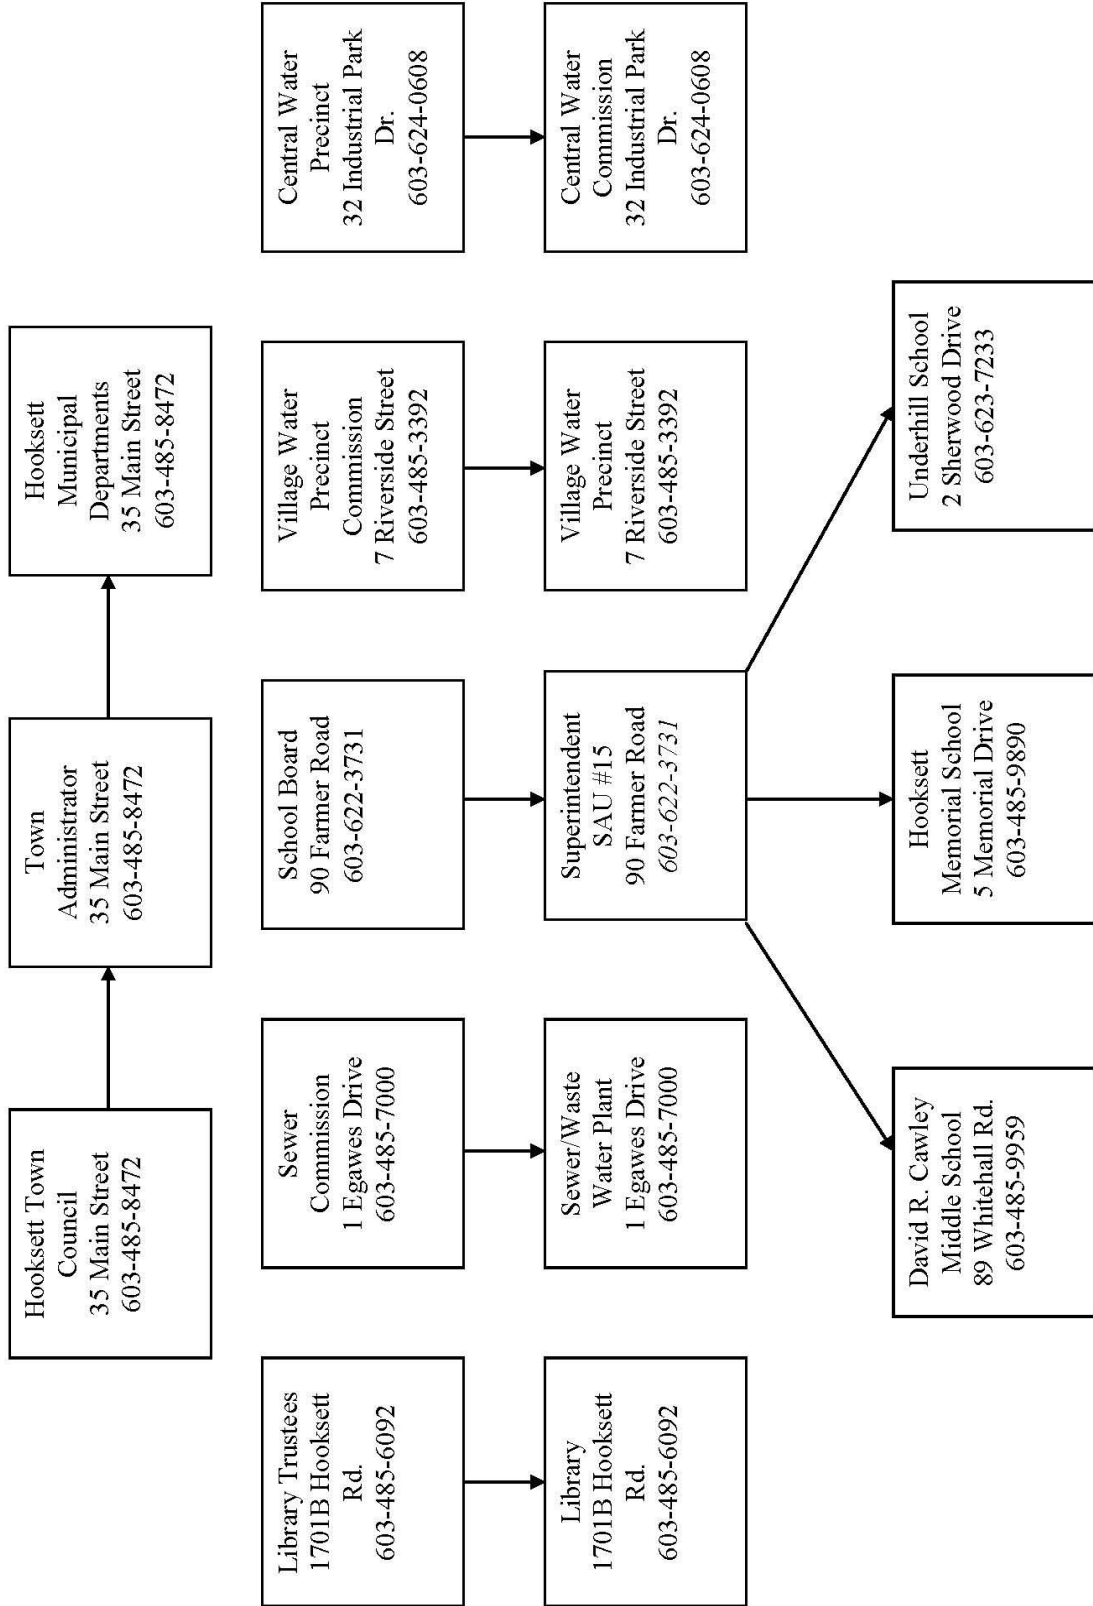 Hooksett Town
Council
35 Main Street
603-485-8472
Town
Administrator
35 Main Street
603-485-8472
Hooksett
Municipal
Departments
35 Main Street
603-485-8472
Library Trustees
1701B Hooksett
Rd.
603-485-6092
Sewer
Commission
1 Egawes Drive
603-485-7000
School Board
90 Farmer Road
603-622-3731
Village Water
Precinct
Commission
7 Riverside Street
603-485-3392
Central Water
Precinct
32 Industrial Park
Dr.
603-624-0608
Library
1701B Hooksett
Rd.
603-485-6092
Sewer/Waste
Water Plant
1 Egawes Drive
603-485-7000
Superintendent
SAU #15
90 Farmer Road
603-622-3731
Village Water
Precinct
7 Riverside Street
603-485-3392
Central Water
Commission
32 Industrial Park
Dr.
603-624-0608
David R. Cawley
Middle School
89 Whitehall Rd.
603-485-9959
Hooksett
Memorial School
5 Memorial Drive
603-485-9890
Underhill School
2 Sherwood Drive
603-623-7233